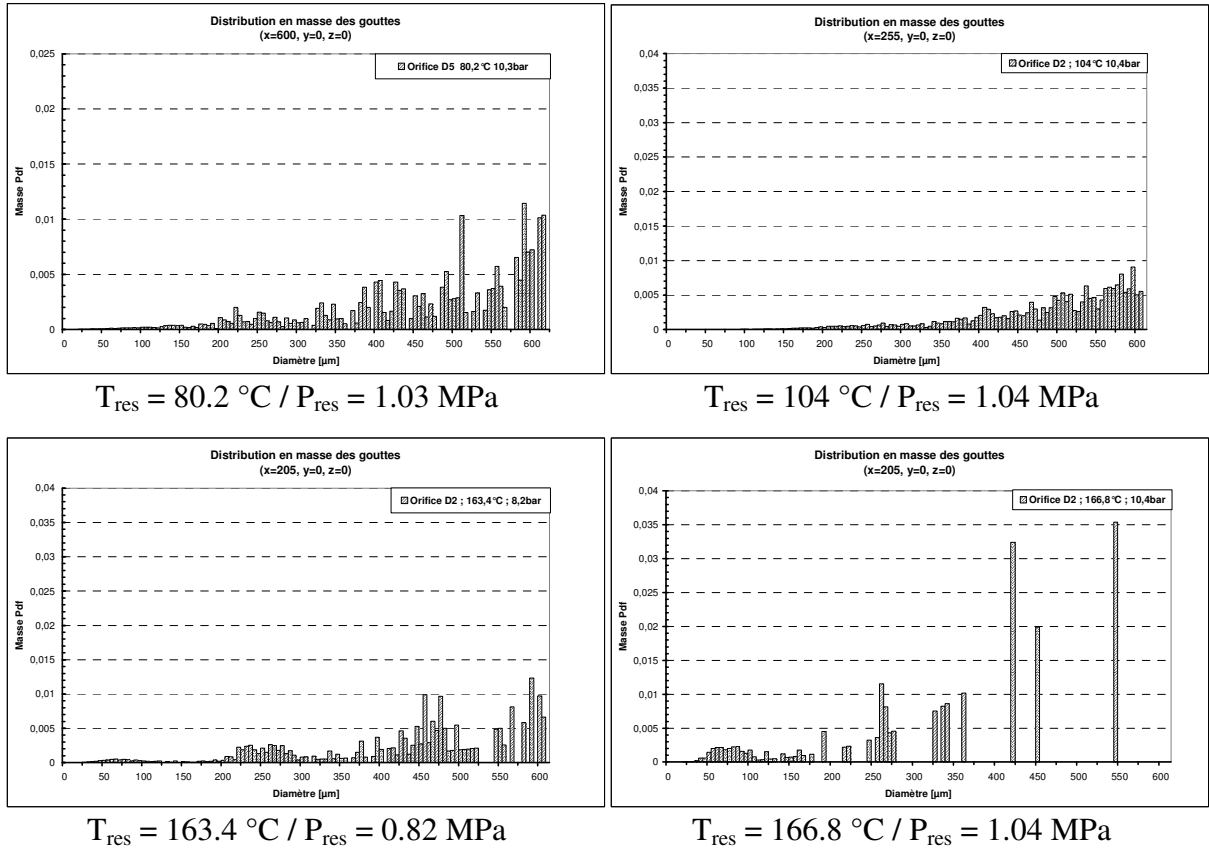 Distribution en masse des gouttes
(x=600, y=0, z=0)
Orifice D5 80,2°C 10,3bar
0,025
0,02
0,015
0,01
0,005
0
Masse Pdf
0 50 100 150 200 250 300 350 400 450 500 550 600
Diamètre [µm]
T_res = 80.2 °C / P_res = 1.03 MPa
Distribution en masse des gouttes
(x=255, y=0, z=0)
Orifice D2 ; 104°C 10,4bar
0,04
0,035
0,03
0,025
0,02
0,015
0,01
0,005
0
Masse Pdf
0 50 100 150 200 250 300 350 400 450 500 550 600
Diamètre [µm]
T_res = 104 °C / P_res = 1.04 MPa
Distribution en masse des gouttes
(x=205, y=0, z=0)
Orifice D2 ; 163,4°C ; 8,2bar
0,04
0,035
0,03
0,025
0,02
0,015
0,01
0,005
0
Masse Pdf
0 50 100 150 200 250 300 350 400 450 500 550 600
Diamètre [µm]
T_res = 163.4 °C / P_res = 0.82 MPa
Distribution en masse des gouttes
(x=205, y=0, z=0)
Orifice D2 ; 166,8°C ; 10,4bar
0,04
0,035
0,03
0,025
0,02
0,015
0,01
0,005
0
Masse Pdf
0 50 100 150 200 250 300 350 400 450 500 550 600
Diamètre [µm]
T_res = 166.8 °C / P_res = 1.04 MPa